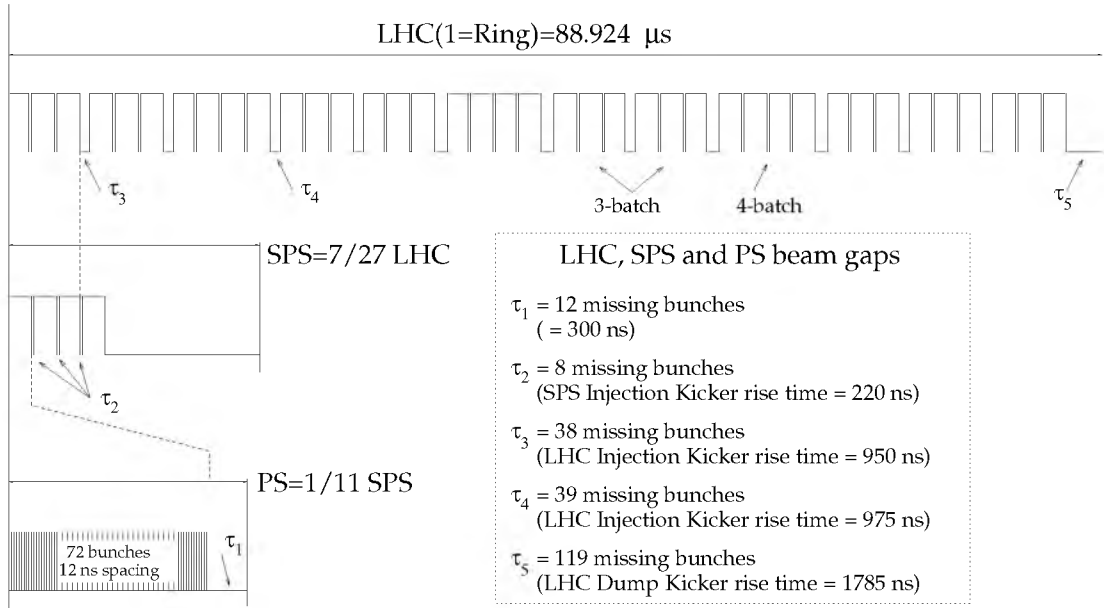 LHC(1=Ring)=88.924 μs
τ3
τ4
3-batch
4-batch
τ5
SPS=7/27 LHC
τ2
PS=1/11 SPS
72 bunches
12 ns spacing
τ1
LHC, SPS and PS beam gaps
τ1 = 12 missing bunches
( = 300 ns)
τ2 = 8 missing bunches
(SPS Injection Kicker rise time = 220 ns)
τ3 = 38 missing bunches
(LHC Injection Kicker rise time = 950 ns)
τ4 = 39 missing bunches
(LHC Injection Kicker rise time = 975 ns)
τ5 = 119 missing bunches
(LHC Dump Kicker rise time = 1785 ns)